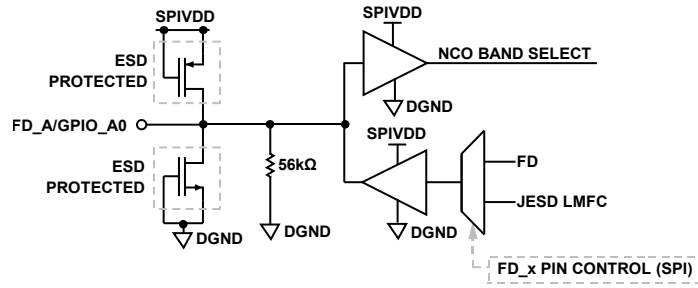 SPIVDD
ESD
PROTECTED
SPIVDD
NCO BAND SELECT
DGND
FD_A/GPIO_A0
SPIVDD
ESD
PROTECTED
56kΩ
FD
JESD LMFC
DGND
DGND
DGND
FD_x PIN CONTROL (SPI)